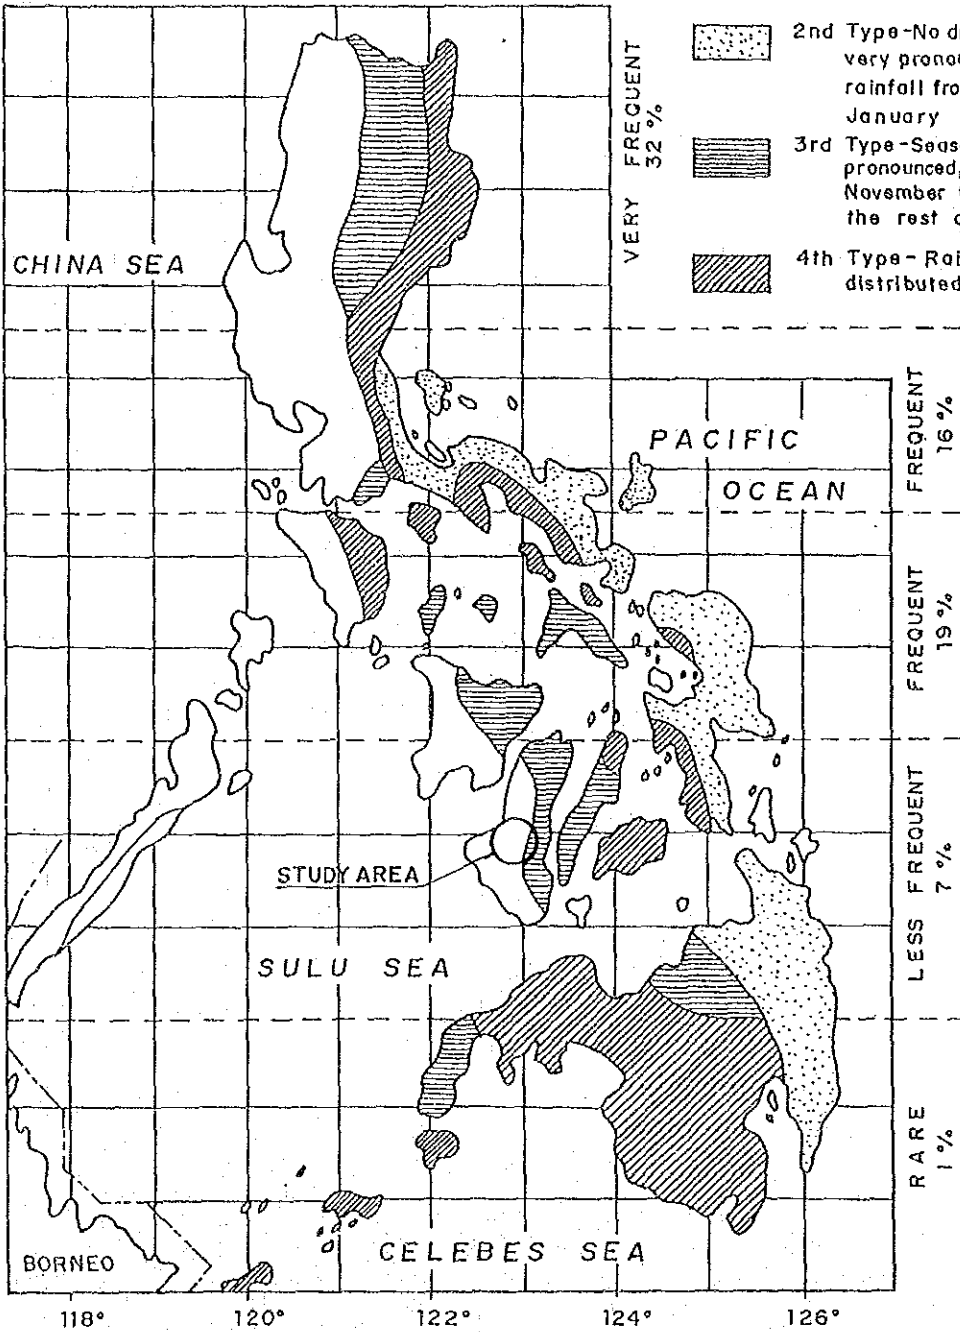 2nd Type-No d
very pronou
rainfall fro
January
3rd Type-Seas
pronounced,
November
the rest
4th Type-Rai
distributed
VERY FREQUENT
32 %
CHINA SEA
FREQUENT
16 %
PACIFIC
OCEAN
FREQUENT
19 %
STUDY AREA
LESS FREQUENT
7 %
SULU SEA
RARE
1 %
CELEBES SEA
BORNEO
118° 120° 122° 124° 126°